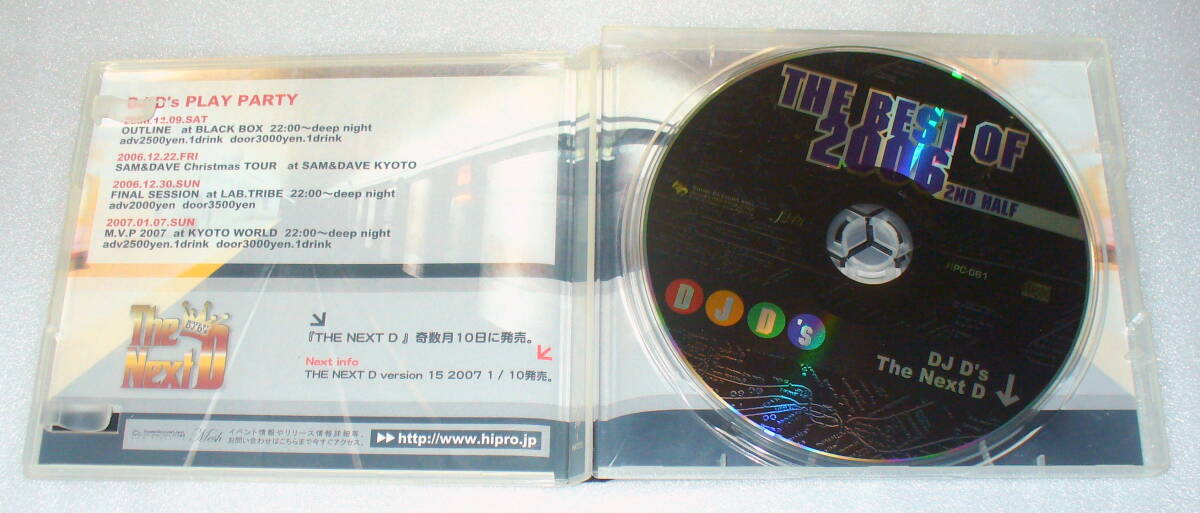 DJ D's PLAY PARTY
2006.12.09.SAT
OUTLINE at BLACK BOX 22:00～deep night
adv2500yen.1drink door3000yen.1drink
2006.12.22.FRI
SAM&DAVE Christmas TOUR at SAM&DAVE KYOTO
2006.12.30.SUN
FINAL SESSION at LAB.TRIBE 22:00～deep night
adv2000yen door3500yen
2007.01.07.SUN
M.V.P 2007 at KYOTO WORLD 22:00～deep night
adv2500yen.1drink door3000yen.1drink
The
Next D
『THE NEXT D 』奇数月10日に発売。
Next info
THE NEXT D version 15 2007 1 / 10発売。
Mesh
イベント情報やリリース情報詳細等、
お問い合わせはこちらまで今すぐアクセス。
http://www.hipro.jp
THE BEST OF
2006
2ND HALF
HPC-081
DJ D's
DJ D's
The Next D